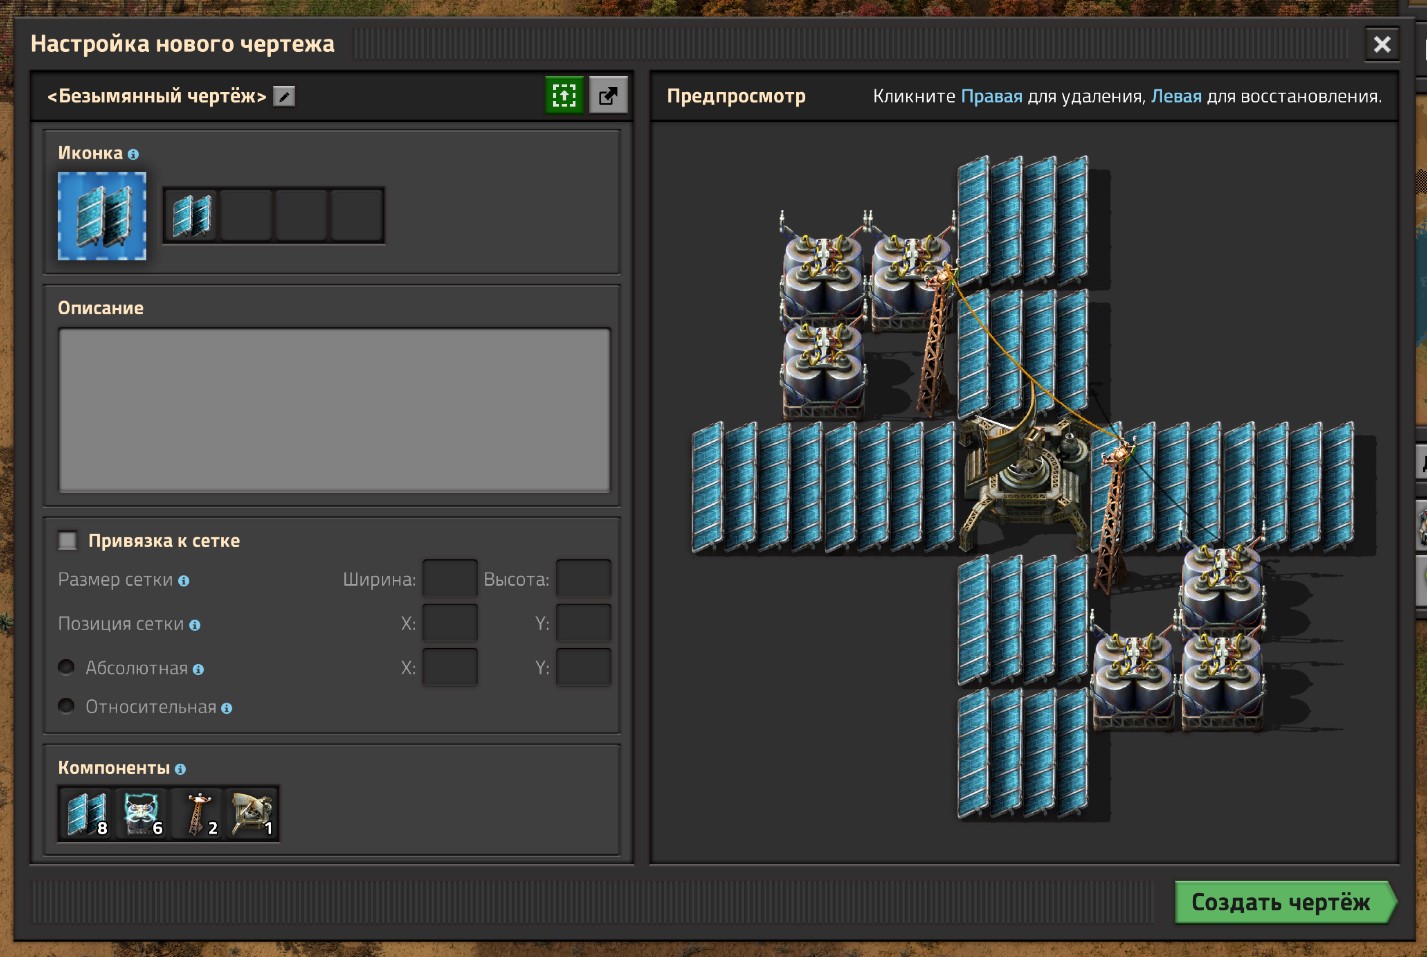 Настройка нового чертежа
<Безымянный чертёж>
Предпросмотр
Кликните Правая для удаления, Левая для восстановления.
Иконка
Описание
Привязка к сетке
Размер сетки Ширина: Высота:
Позиция сетки X: Y:
Абсолютная X: Y:
Относительная
Компоненты
8 6 2 1
Создать чертёж